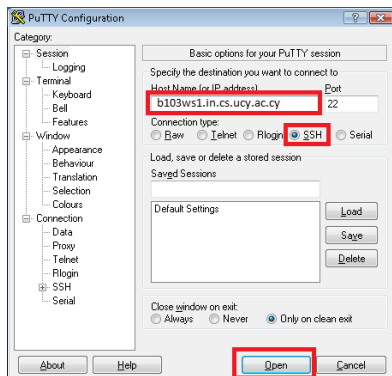 PuTTY Configuration
Category:
Session
Logging
Terminal
Keyboard
Bell
Features
Window
Appearance
Behaviour
Translation
Selection
Colours
Connection
Data
Proxy
Telnet
Rlogin
SSH
Serial
Basic options for your PuTTY session
Specify the destination you want to connect to
Host Name (or IP address) Port
b103ws1.in.cs.ucy.ac.cy 22
Connection type:
Raw Telnet Rlogin SSH Serial
Load, save or delete a stored session
Saved Sessions
Default Settings
Load
Save
Delete
Close window on exit:
Always Never Only on clean exit
About Help Open Cancel